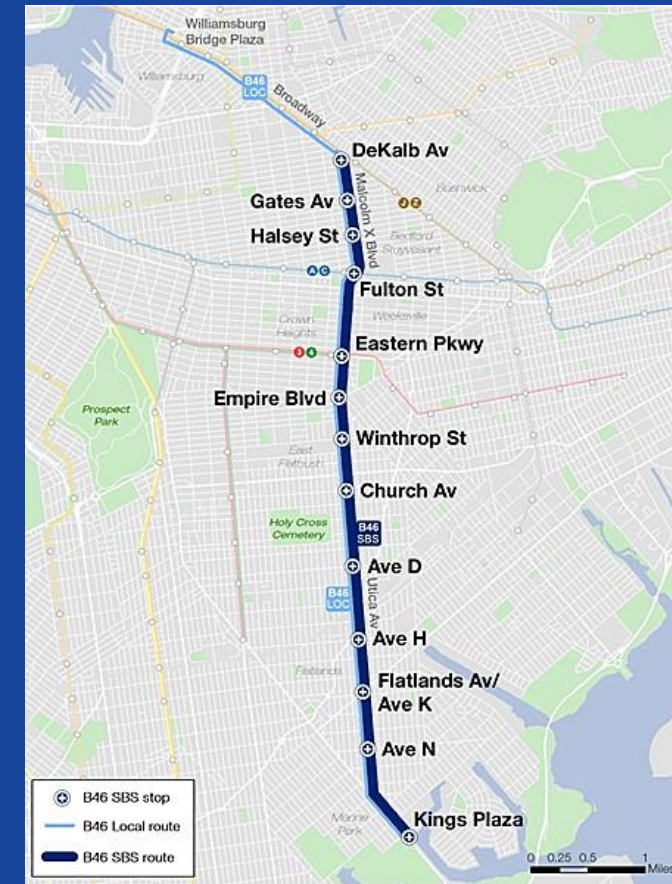 Williamsburg
Bridge Plaza
Williamsburg
B46
LOC
Broadway
DeKalb Av
Malcolm X Blvd
Bushwick
Gates Av
J Z
Halsey St
Bedford
Stuyvesant
A C
Fulton St
Crown
Heights
Weeksville
3 4
Eastern Pkwy
Empire Blvd
Prospect
Park
Winthrop St
East
Flatbush
Church Av
Holy Cross
Cemetery
B46
SBS
Ave D
B46
LOC
Utica Av
Ave H
Flatlands
Flatlands Av/
Ave K
Ave N
B46 SBS stop
B46 Local route
B46 SBS route
Marine
Park
Kings Plaza
0 0.25 0.5 1
Miles